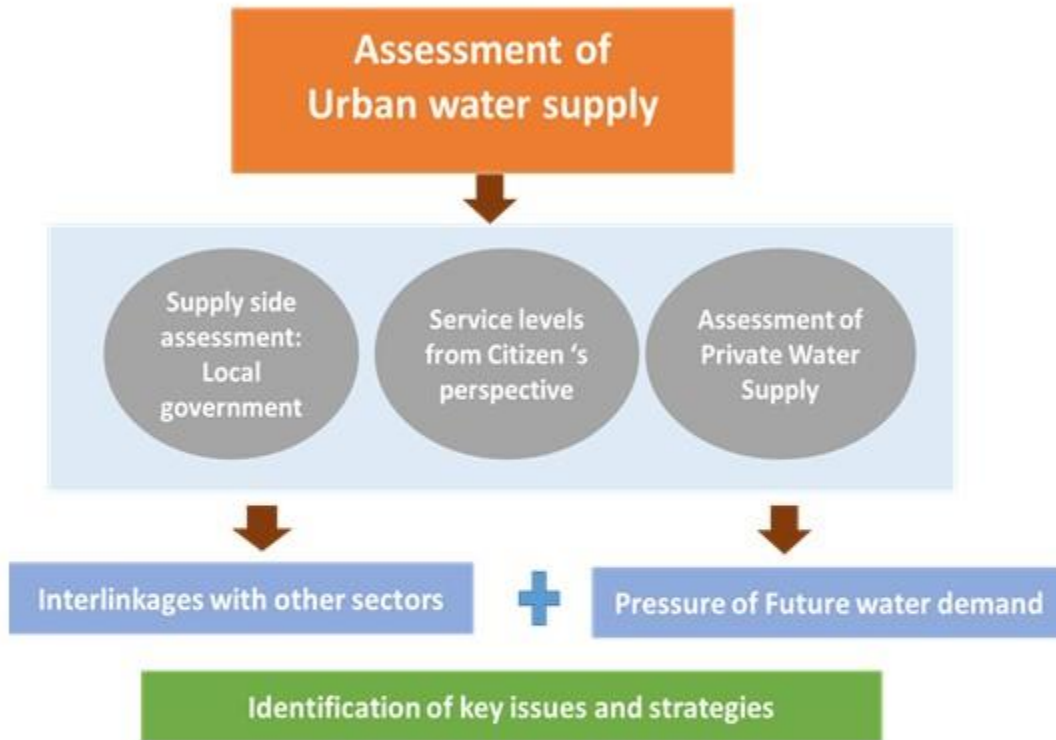 Assessment of
Urban water supply
Supply side
assessment:
Local
government
Service levels
from Citizen ‘s
perspective
Assessment of
Private Water
Supply
Interlinkages with other sectors
Pressure of Future water demand
Identification of key issues and strategies